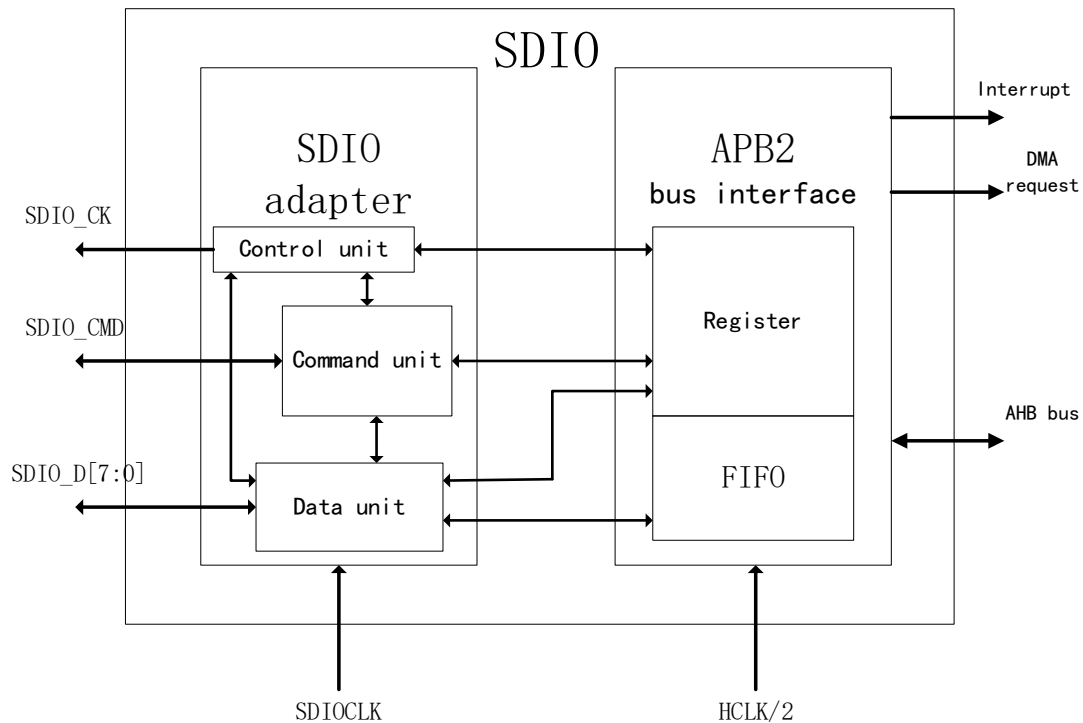 SDIO
Interrupt
DMA
request
SDIO
adapter
APB2
bus interface
SDIO_CK
Control unit
SDIO_CMD
Command unit
Register
AHB bus
SDIO_D[7:0]
Data unit
FIFO
SDIOCLK
HCLK/2